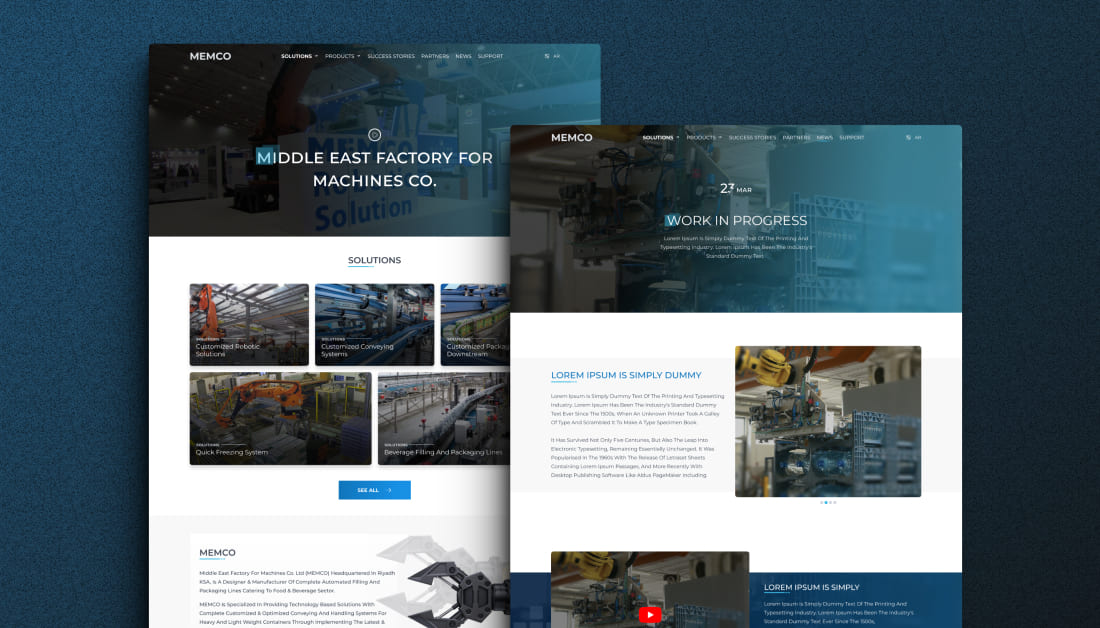 MEMCO
SOLUTIONS PRODUCTS SUCCESS STORIES PARTNERS NEWS SUPPORT AR
MIDDLE EAST FACTORY FOR
MACHINES CO.
Solution
SOLUTIONS
SOLUTIONS
Customized Robotic
Solutions
SOLUTIONS
Customized Conveying
Systems
SOLUTIONS
Customized Packa
Downstream
SOLUTIONS
Quick Freezing System
SOLUTIONS
Beverage Filling And Packaging Lines
SEE ALL
MEMCO
Middle East Factory For Machines Co. Ltd (MEMCO) Headquartered In Riyadh
KSA, Is A Designer & Manufacturer Of Complete Automated Filling And
Packaging Lines Catering To Food & Beverage Sector.
MEMCO Is Specialized In Providing Technology Based Solutions With
Complete Customized & Optimized Conveying And Handling Systems For
Heavy And Light Weight Containers Through Implementing The Latest &
MEMCO
SOLUTIONS PRODUCTS SUCCESS STORIES PARTNERS NEWS SUPPORT AR
23 MAR
WORK IN PROGRESS
Lorem Ipsum Is Simply Dummy Text Of The Printing And
Typesetting Industry. Lorem Ipsum Has Been The Industry's
Standard Dummy Text
LOREM IPSUM IS SIMPLY DUMMY
Lorem Ipsum Is Simply Dummy Text Of The Printing And Typesetting
Industry. Lorem Ipsum Has Been The Industry's Standard Dummy
Text Ever Since The 1500s, When An Unknown Printer Took A Galley
Of Type And Scrambled It To Make A Type Specimen Book.
It Has Survived Not Only Five Centuries, But Also The Leap Into
Electronic Typesetting, Remaining Essentially Unchanged. It Was
Popularised In The 1960s With The Release Of Letraset Sheets
Containing Lorem Ipsum Passages, And More Recently With
Desktop Publishing Software Like Aldus PageMaker Including.
LOREM IPSUM IS SIMPLY
Lorem Ipsum Is Simply Dummy Text Of The Printing And
Typesetting Industry. Lorem Ipsum Has Been The Industry's
Standard Dummy Text Ever Since The 1500s,